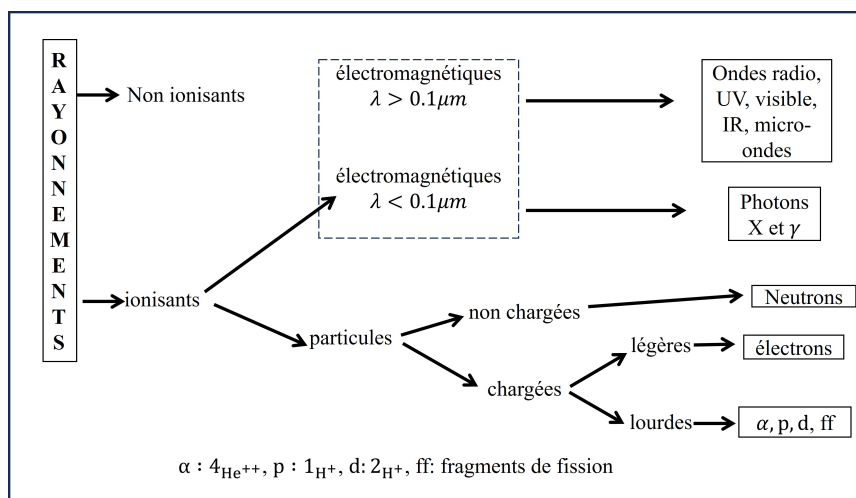 RAYONNEMENTS
Non ionisants
électromagnétiques
λ > 0.1μm
Ondes radio,
UV, visible,
IR, micro-
ondes
ionisants
électromagnétiques
λ < 0.1μm
Photons
X et γ
particules
non chargées
Neutrons
chargées
légères
électrons
lourdes
α, p, d, ff
α : 4He++, p : 1H+, d: 2H+, ff: fragments de fission